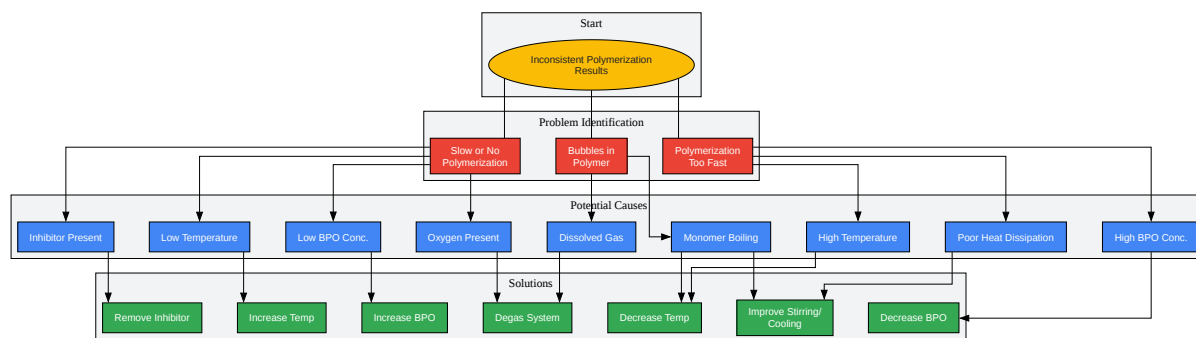 Start
Inconsistent Polymerization
Results
Problem Identification
Slow or No
Polymerization
Bubbles in
Polymer
Polymerization
Too Fast
Potential Causes
Inhibitor Present
Low Temperature
Low BPO Conc.
Oxygen Present
Dissolved Gas
Monomer Boiling
High Temperature
Poor Heat Dissipation
High BPO Conc.
Solutions
Remove Inhibitor
Increase Temp
Increase BPO
Degas System
Decrease Temp
Improve Stirring/
Cooling
Decrease BPO